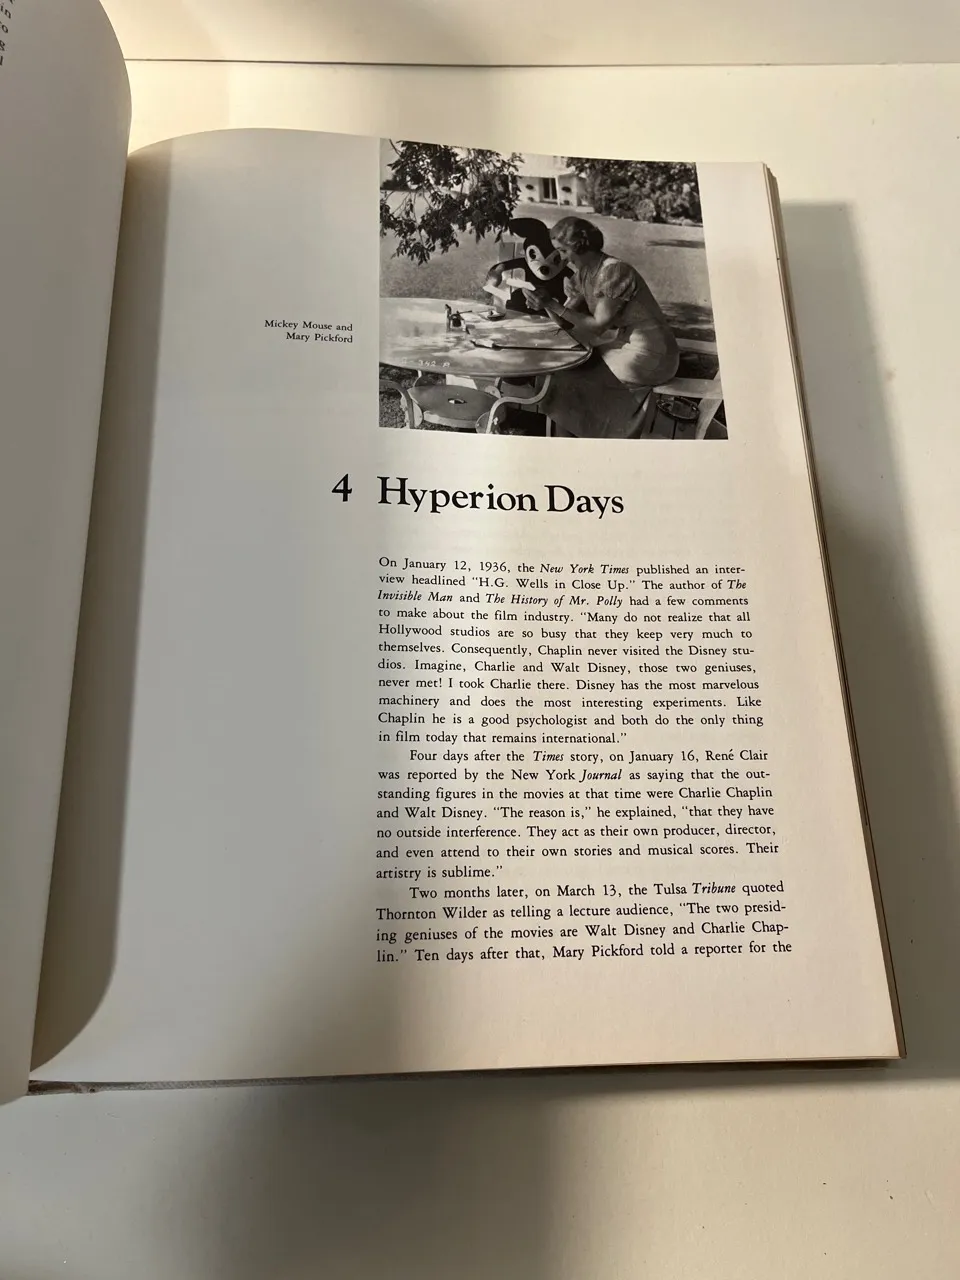 in
Mickey Mouse and
Mary Pickford
4 Hyperion Days
On January 12, 1936, the New York Times published an inter-
view headlined "H.G. Wells in Close Up." The author of The
Invisible Man and The History of Mr. Polly had a few comments
to make about the film industry. "Many do not realize that all
Hollywood studios are so busy that they keep very much to
themselves. Consequently, Chaplin never visited the Disney stu-
dios. Imagine, Charlie and Walt Disney, those two geniuses,
never met! I took Charlie there. Disney has the most marvelous
machinery and does the most interesting experiments. Like
Chaplin he is a good psychologist and both do the only thing
in film today that remains international."
Four days after the Times story, on January 16, René Clair
was reported by the New York Journal as saying that the out-
standing figures in the movies at that time were Charlie Chaplin
and Walt Disney. "The reason is," he explained, "that they have
no outside interference. They act as their own producer, director,
and even attend to their own stories and musical scores. Their
artistry is sublime."
Two months later, on March 13, the Tulsa Tribune quoted
Thornton Wilder as telling a lecture audience, "The two presid-
ing geniuses of the movies are Walt Disney and Charlie Chap-
lin." Ten days after that, Mary Pickford told a reporter for the